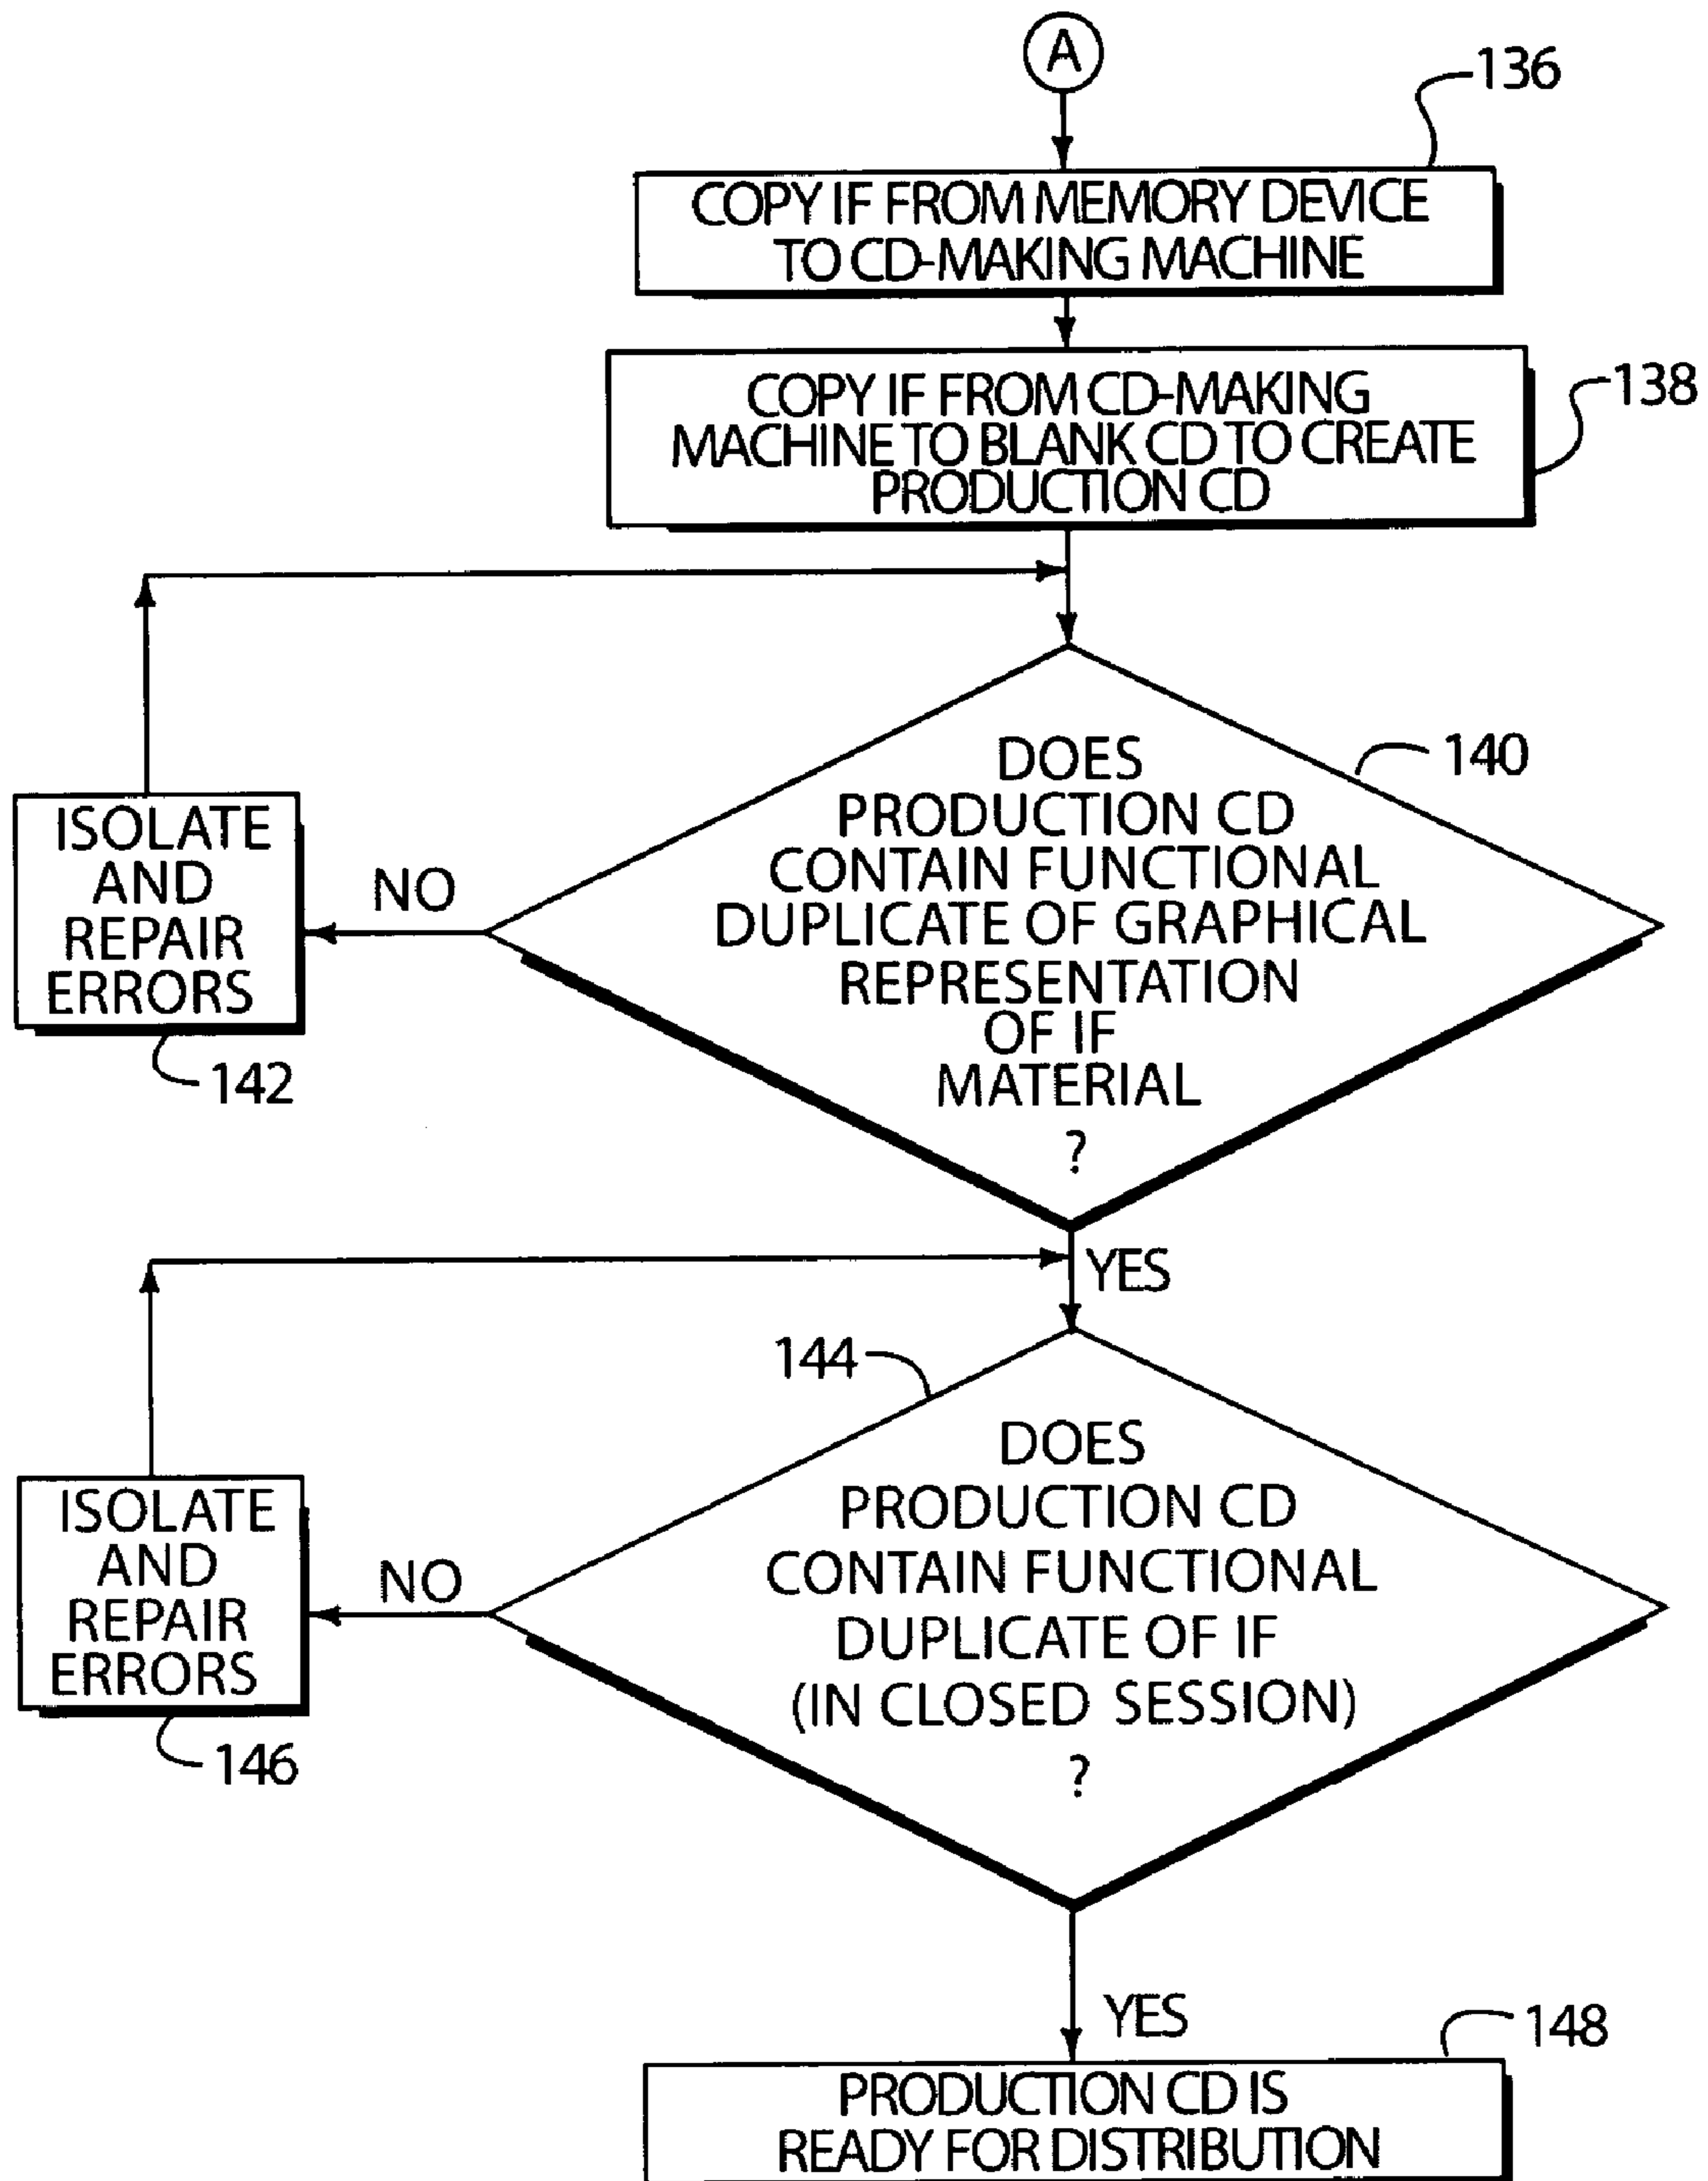 A
136
COPY IF FROM MEMORY DEVICE
TO CD-MAKING MACHINE
138
COPY IF FROM CD-MAKING
MACHINE TO BLANK CD TO CREATE
PRODUCTION CD
140
DOES
PRODUCTION CD
CONTAIN FUNCTIONAL
DUPLICATE OF GRAPHICAL
REPRESENTATION
OF IF
MATERIAL
?
NO
ISOLATE
AND
REPAIR
ERRORS
142
YES
144
DOES
PRODUCTION CD
CONTAIN FUNCTIONAL
DUPLICATE OF IF
(IN CLOSED SESSION)
?
NO
ISOLATE
AND
REPAIR
ERRORS
146
YES
148
PRODUCTION CD IS
READY FOR DISTRIBUTION